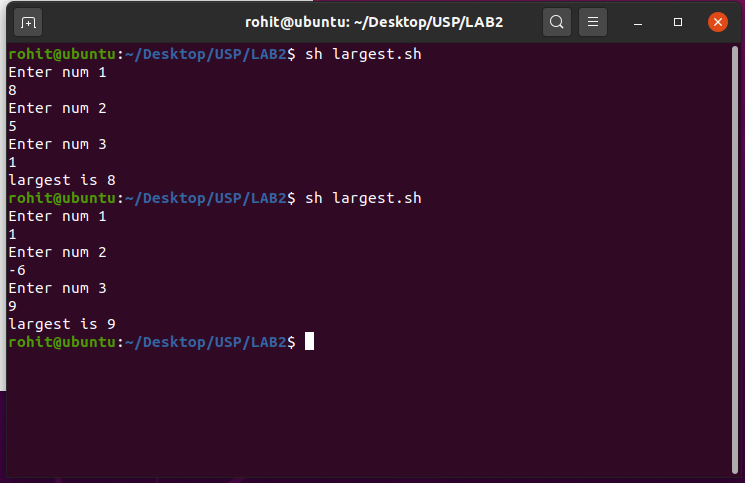 rohit@ubuntu: ~/Desktop/USP/LAB2
rohit@ubuntu:~/Desktop/USP/LAB2$ sh largest.sh
Enter num 1
8
Enter num 2
5
Enter num 3
1
largest is 8
rohit@ubuntu:~/Desktop/USP/LAB2$ sh largest.sh
Enter num 1
1
Enter num 2
-6
Enter num 3
9
largest is 9
rohit@ubuntu:~/Desktop/USP/LAB2$